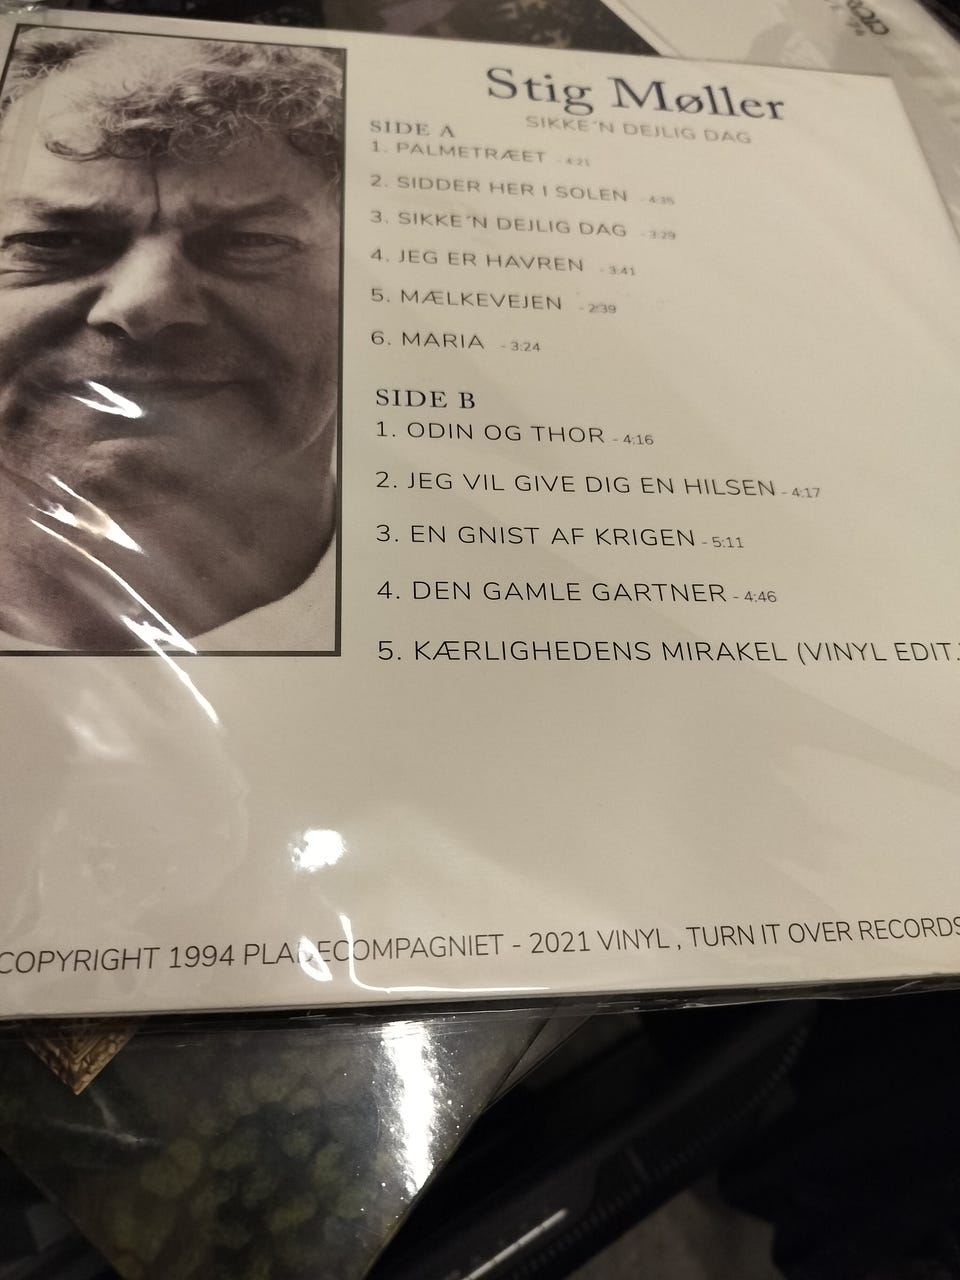 Stig Møller
SIKKE´N DEJLIG DAG
SIDE A
1. PALMETRÆET - 4:21
2. SIDDER HER I SOLEN - 4:35
3. SIKKE´N DEJLIG DAG - 3:29
4. JEG ER HAVREN - 3:41
5. MÆLKEVEJEN - 2:39
6. MARIA - 3:24
SIDE B
1. ODIN OG THOR - 4:16
2. JEG VIL GIVE DIG EN HILSEN - 4:17
3. EN GNIST AF KRIGEN - 5:11
4. DEN GAMLE GARTNER - 4:46
5. KÆRLIGHEDENS MIRAKEL (VINYL EDIT.
COPYRIGHT 1994 PLADECOMPAGNIET - 2021 VINYL , TURN IT OVER RECORDS